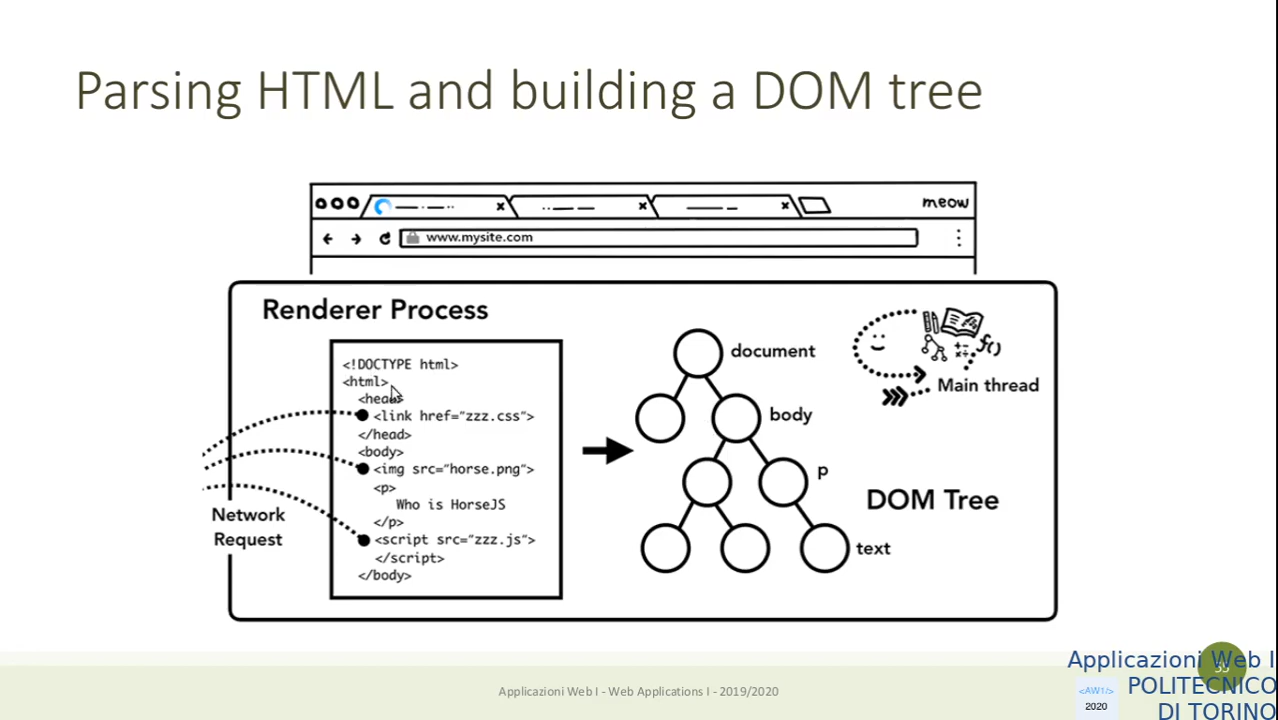 Parsing HTML and building a DOM tree
meow
www.mysite.com
Renderer Process
<!DOCTYPE html>
<html>
<head>
<link href="zzz.css">
</head>
<body>
<img src="horse.png">
<p>
Who is HorseJS
</p>
<script src="zzz.js">
</script>
</body>
Network
Request
document
body
p
text
DOM Tree
f()
Main thread
Applicazioni Web I - Web Applications I - 2019/2020
Applicazioni Web I
POLITECNICO
DI TORINO
<AW1/>
2020